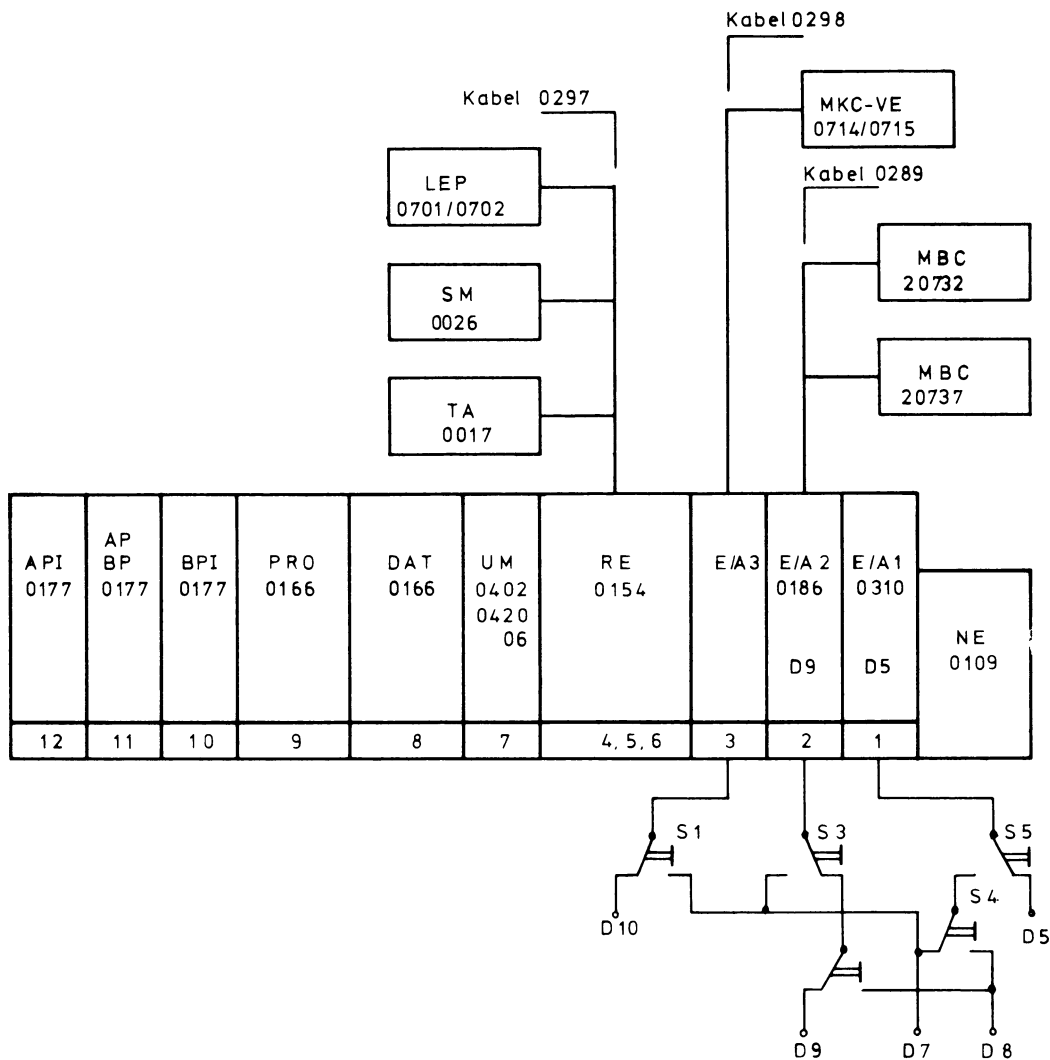 Kabel 0298
MKC-VE
0714/0715
Kabel 0297
LEP
0701/0702
Kabel 0289
MBC
20732
SM
0026
MBC
20737
TA
0017
API
0177
AP
BP
0177
BPI
0177
PRO
0166
DAT
0166
UM
0402
0420
06
RE
0154
E/A3
E/A2
0186
D9
E/A1
0310
D5
NE
0109
12
11
10
9
8
7
4, 5, 6
3
2
1
S1
S3
S5
S4
D10
D5
D9
D7
D8